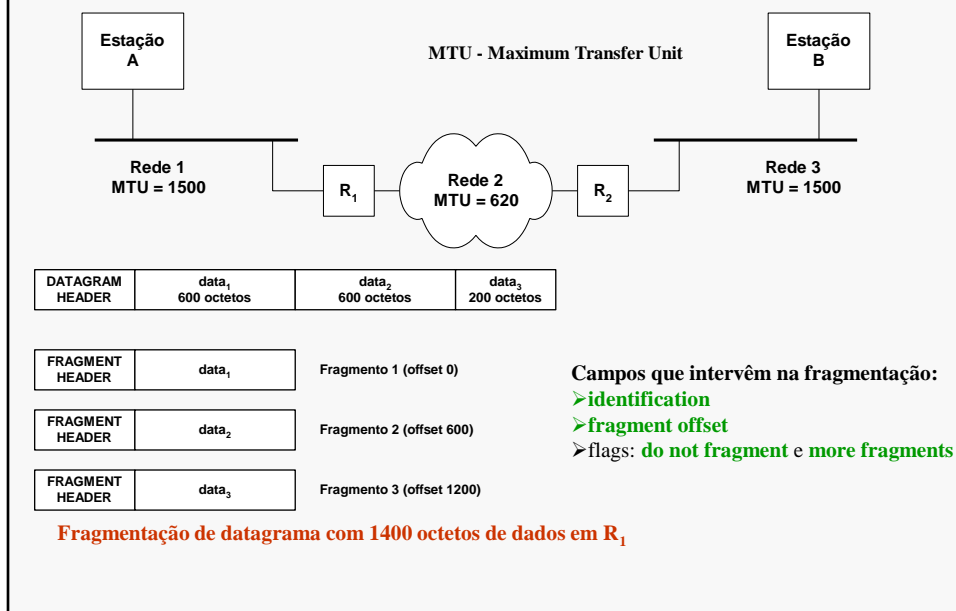 Estação
A
MTU - Maximum Transfer Unit
Estação
B
Rede 1
MTU = 1500
R1
Rede 2
MTU = 620
R2
Rede 3
MTU = 1500
DATAGRAM
HEADER
data1
600 octetos
data2
600 octetos
data3
200 octetos
FRAGMENT
HEADER
data1
Fragmento 1 (offset 0)
FRAGMENT
HEADER
data2
Fragmento 2 (offset 600)
FRAGMENT
HEADER
data3
Fragmento 3 (offset 1200)
Campos que intervêm na fragmentação:
➢identification
➢fragment offset
➢flags: do not fragment e more fragments
Fragmentação de datagrama com 1400 octetos de dados em R1